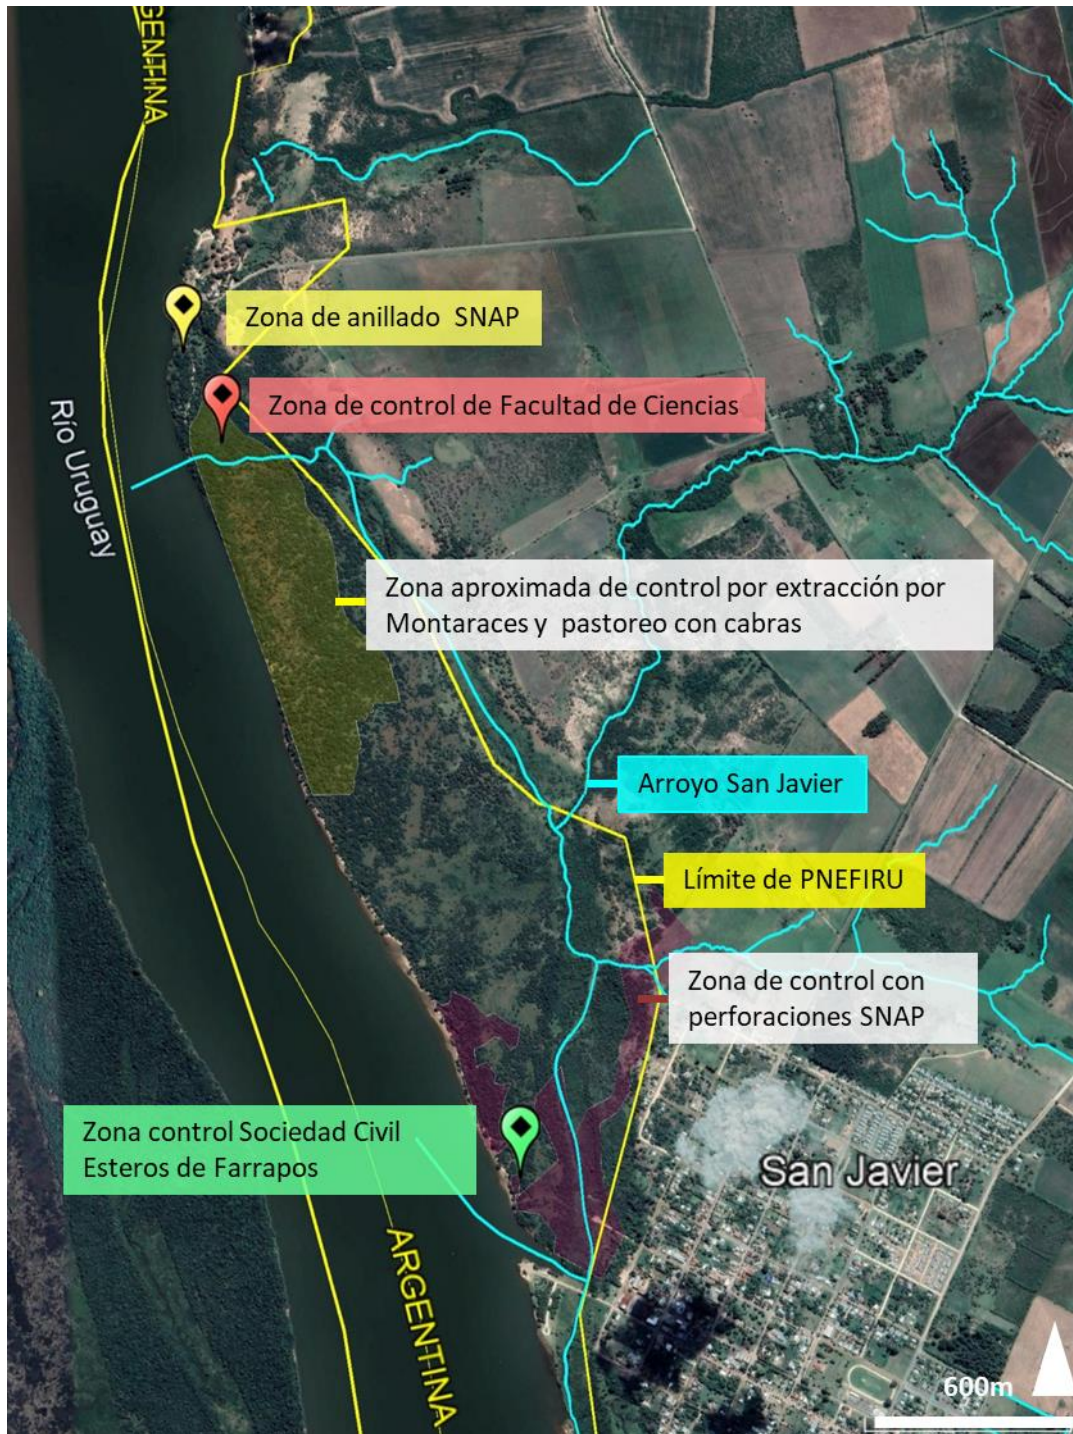 GENTINA
Zona de anillado SNAP
Zona de control de Facultad de Ciencias
Río Uruguay
Zona aproximada de control por extracción por
Montaraces y pastoreo con cabras
Arroyo San Javier
Límite de PNEFIRU
Zona de control con
perforaciones SNAP
Zona control Sociedad Civil
Esteros de Farrapos
San Javier
ARGENTINA
600m